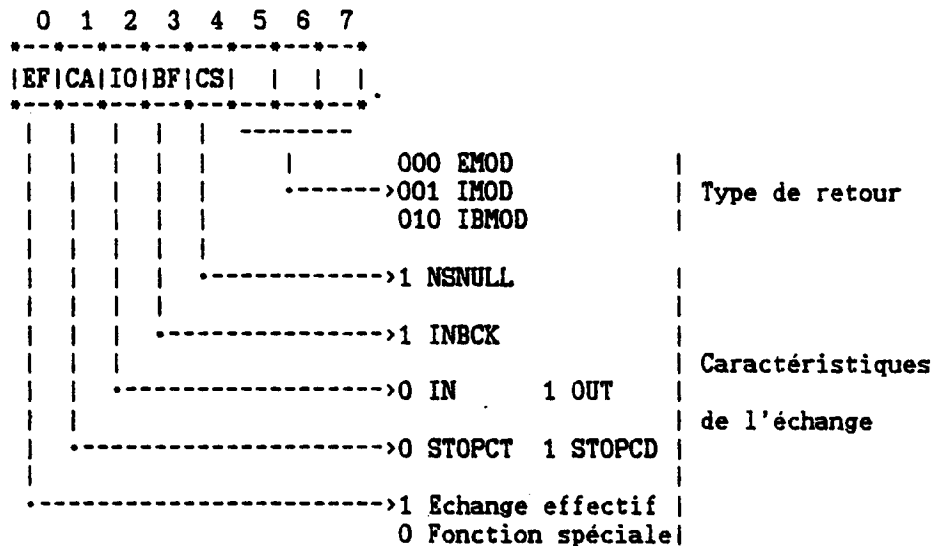 0 1 2 3 4 5 6 7
|EF|CA|IO|BF|CS| | | |
000 EMOD
001 IMOD Type de retour
010 IBMOD
1 NSNULL
1 INBCK
Caractéristiques
0 IN 1 OUT
de l'échange
0 STOPCT 1 STOPCD
1 Echange effectif
0 Fonction spéciale